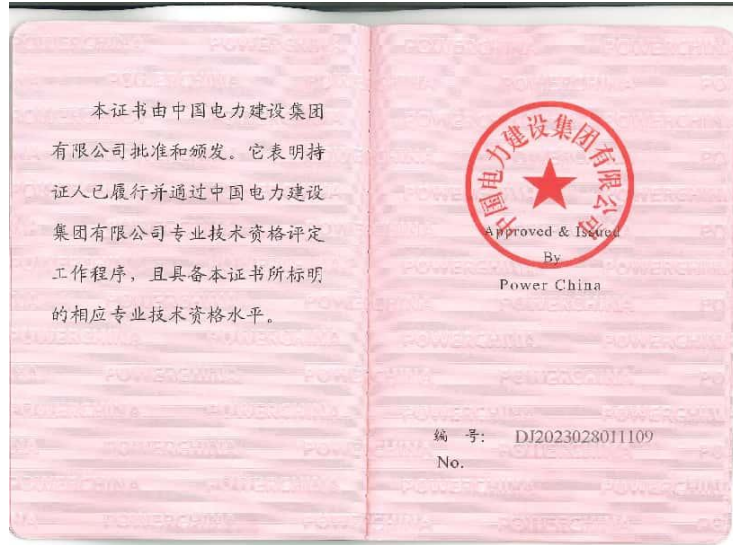 本证书由中国电力建设集团
有限公司批准和颁发。它表明持
证人已履行并通过中国电力建设
集团有限公司专业技术资格评定
工作程序，且具备本证书所标明
的相应专业技术资格水平。
中国电力建设集团有限公司
Approved & Issued
By
Power China
编 号: DJ2023028011109
No.
POWERCHINA